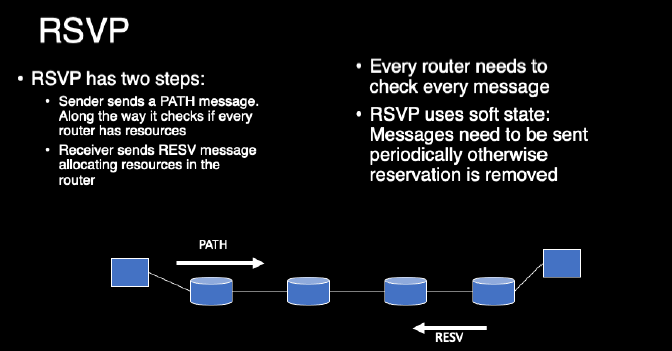 RSVP
• RSVP has two steps:
• Sender sends a PATH message.
Along the way it checks if every
router has resources
• Receiver sends RESV message
allocating resources in the
router
• Every router needs to
check every message
• RSVP uses soft state:
Messages need to be sent
periodically otherwise
reservation is removed
PATH
RESV